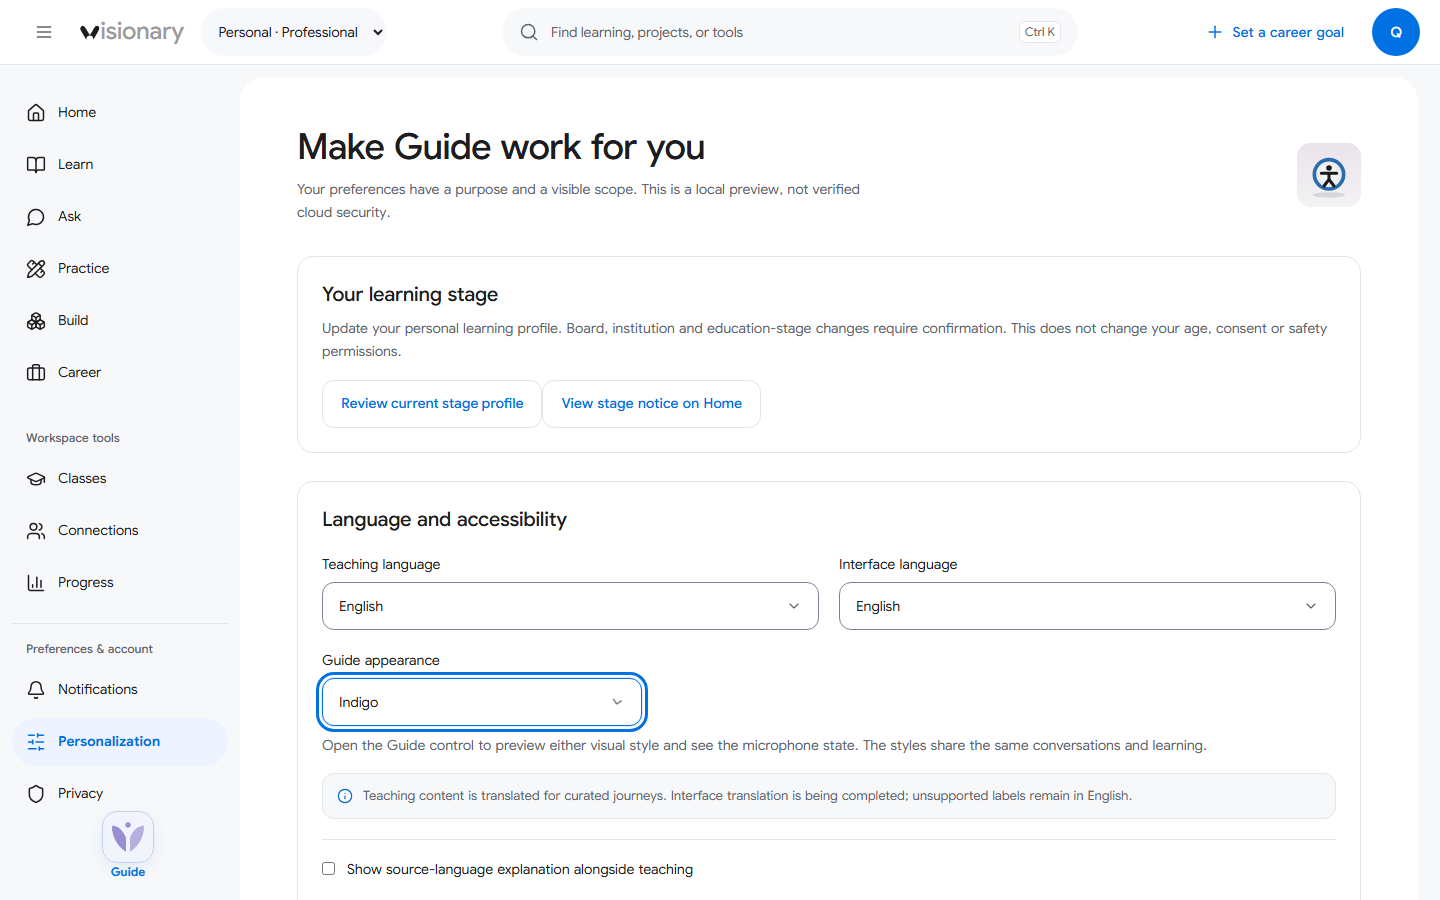 visionary
Personal · Professional
Find learning, projects, or tools
Ctrl K
Set a career goal
Q
Home
Learn
Ask
Practice
Build
Career
Workspace tools
Classes
Connections
Progress
Preferences & account
Notifications
Personalization
Privacy
Guide
Make Guide work for you
Your preferences have a purpose and a visible scope. This is a local preview, not verified
cloud security.
Your learning stage
Update your personal learning profile. Board, institution and education-stage changes require confirmation. This does not change your age, consent or safety
permissions.
Review current stage profile
View stage notice on Home
Language and accessibility
Teaching language
Interface language
English
English
Guide appearance
Indigo
Open the Guide control to preview either visual style and see the microphone state. The styles share the same conversations and learning.
Teaching content is translated for curated journeys. Interface translation is being completed; unsupported labels remain in English.
Show source-language explanation alongside teaching